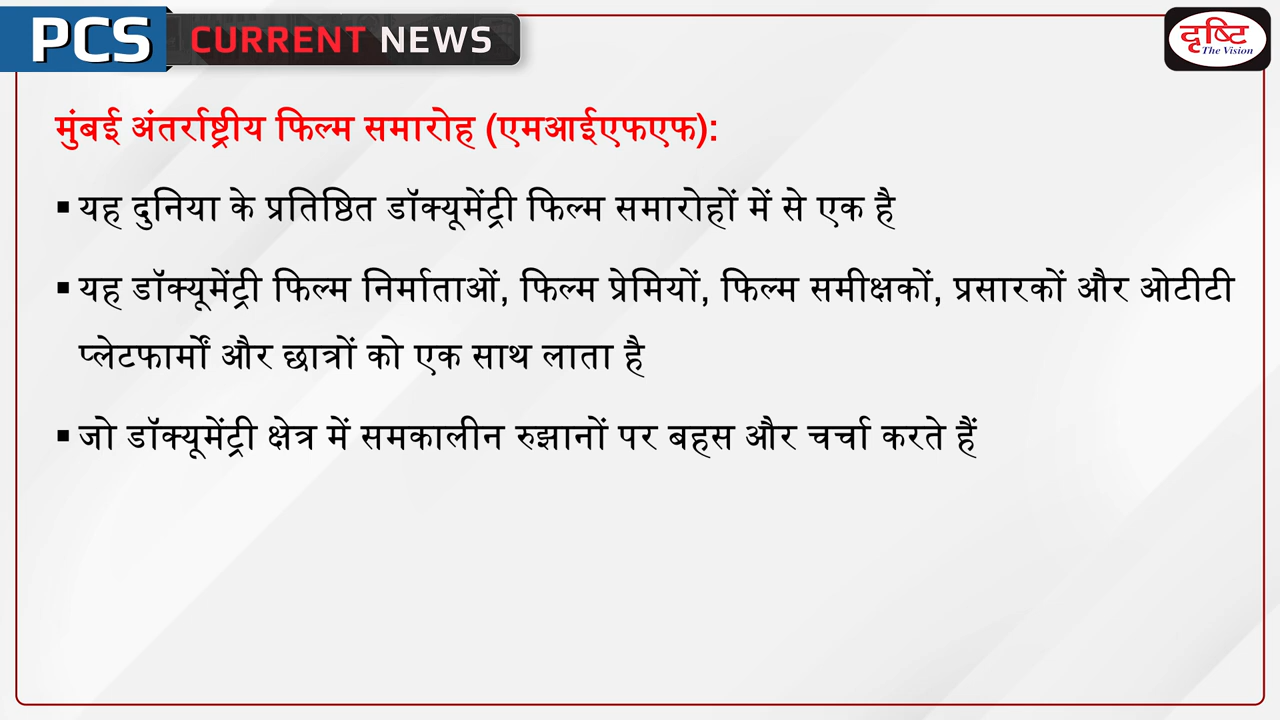 PCS CURRENT NEWS
दृष्टि
The Vision
मुंबई अंतर्राष्ट्रीय फिल्म समारोह (एमआईएफएफ):
▪ यह दुनिया के प्रतिष्ठित डॉक्यूमेंट्री फिल्म समारोहों में से एक है
▪ यह डॉक्यूमेंट्री फिल्म निर्माताओं, फिल्म प्रेमियों, फिल्म समीक्षकों, प्रसारकों और ओटीटी
प्लेटफार्मों और छात्रों को एक साथ लाता है
▪ जो डॉक्यूमेंट्री क्षेत्र में समकालीन रुझानों पर बहस और चर्चा करते हैं